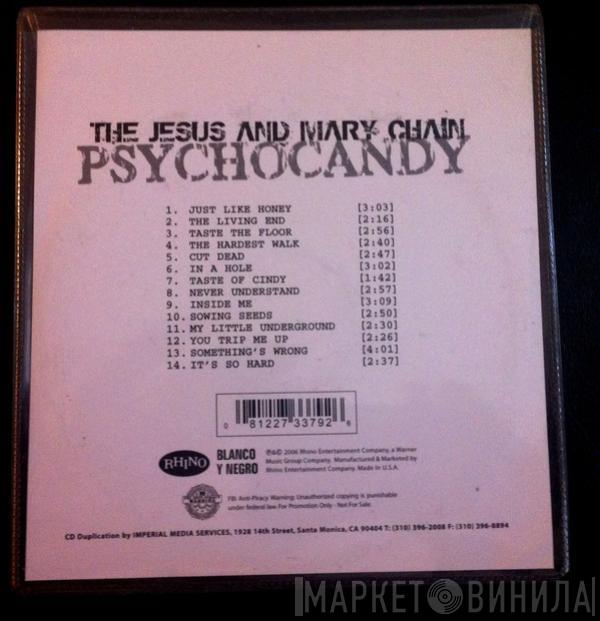 THE JESUS AND MARY CHAIN
PSYCHOCANDY
1. JUST LIKE HONEY [3:03]
2. THE LIVING END [2:16]
3. TASTE THE FLOOR [2:56]
4. THE HARDEST WALK [2:40]
5. CUT DEAD [2:47]
6. IN A HOLE [3:02]
7. TASTE OF CINDY [1:42]
8. NEVER UNDERSTAND [2:57]
9. INSIDE ME [3:09]
10. SOWING SEEDS [2:50]
11. MY LITTLE UNDERGROUND [2:30]
12. YOU TRIP ME UP [2:26]
13. SOMETHING'S WRONG [4:01]
14. IT'S SO HARD [2:37]
0 81227 33792 6
RHINO
BLANCO
Y NEGRO
℗&© 2006 Rhino Entertainment Company, a Warner
Music Group Company. Manufactured & Marketed by
Rhino Entertainment Company. Made in U.S.A.
FBI Anti-Piracy Warning: Unauthorized copying is punishable
under federal law. For Promotion Only - Not For Sale.
CD Duplication by IMPERIAL MEDIA SERVICES, 1928 14th Street, Santa Monica, CA 90404 T: (310) 396-2008 F: (310) 396-8894
МАРКЕТ ВИНИЛА